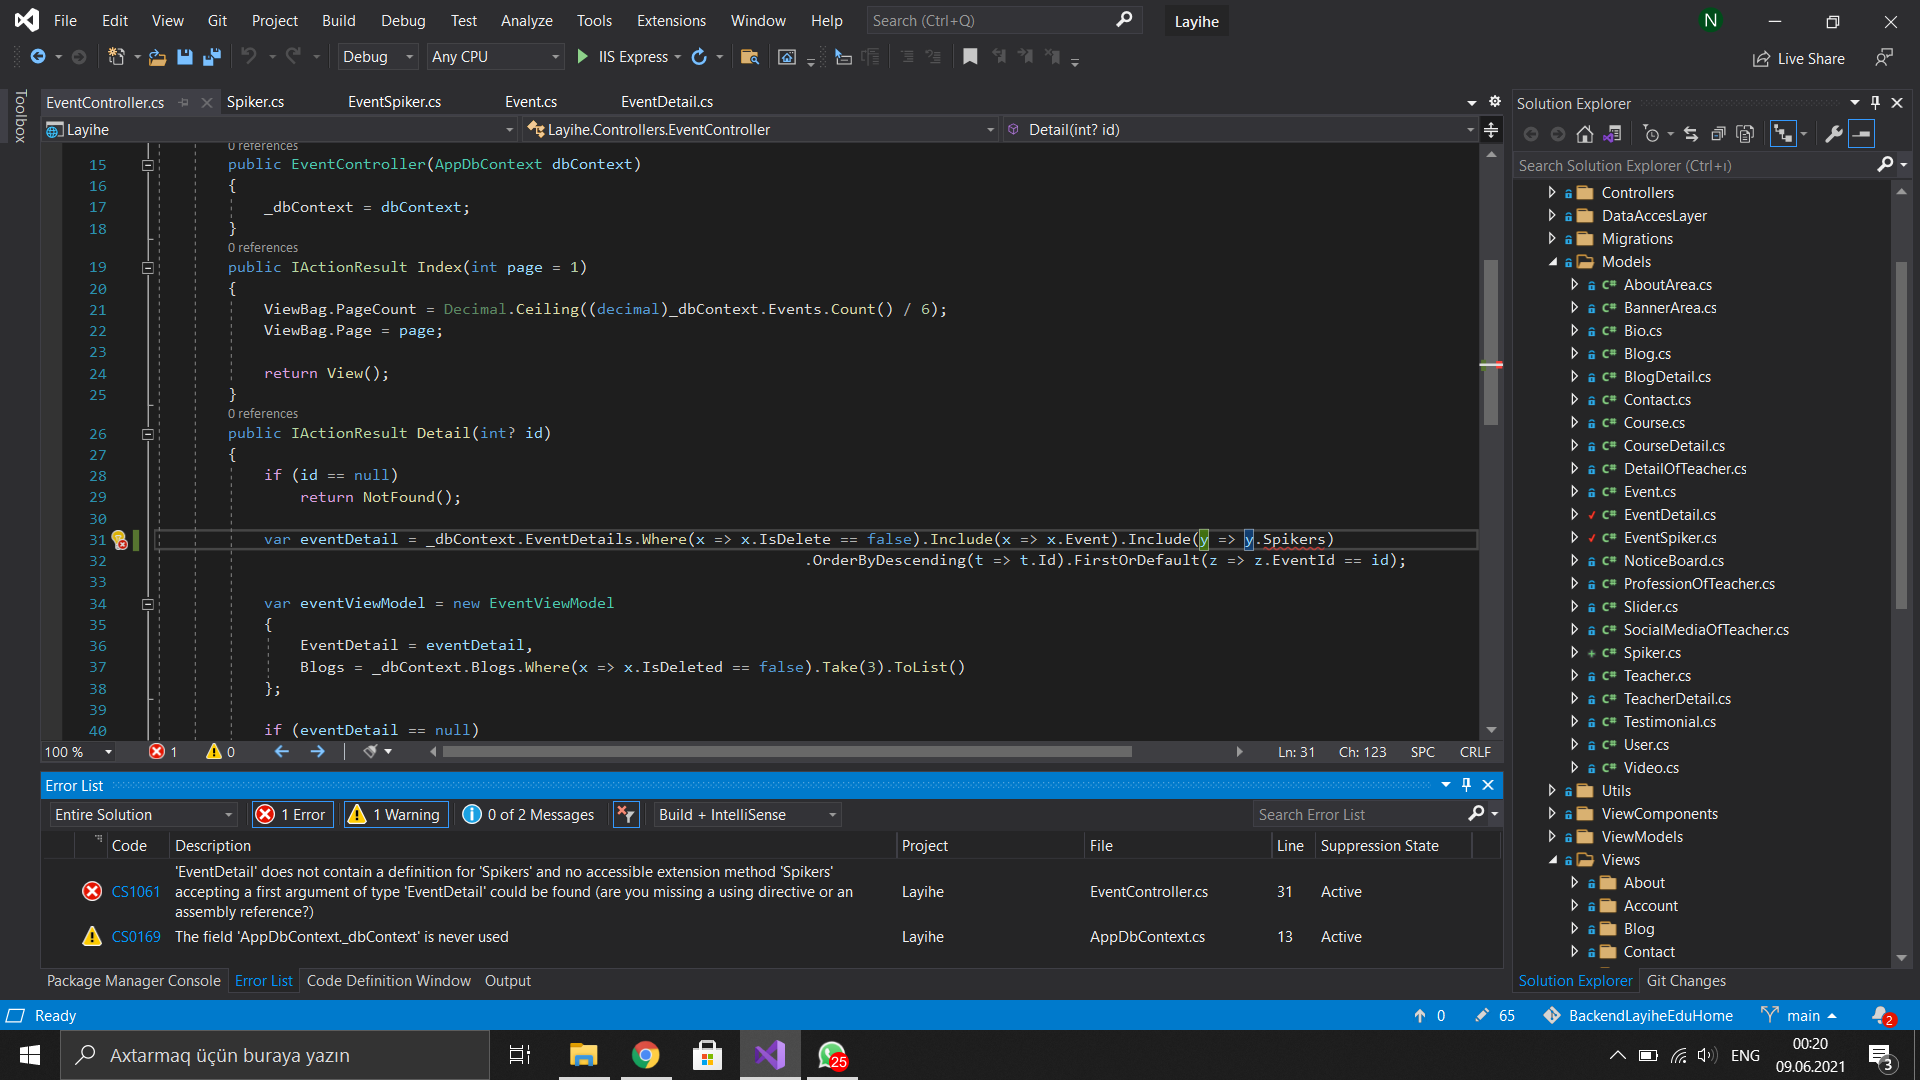 File Edit View Git Project Build Debug Test Analyze Tools Extensions Window Help Search (Ctrl+Q) Layihe N
Debug Any CPU IIS Express Live Share
Toolbox
EventController.cs Spiker.cs EventSpiker.cs Event.cs EventDetail.cs
Layihe Layihe.Controllers.EventController Detail(int? id)
0 references
15 public EventController(AppDbContext dbContext)
16 {
17 _dbContext = dbContext;
18 }
0 references
19 public IActionResult Index(int page = 1)
20 {
21 ViewBag.PageCount = Decimal.Ceiling((decimal)_dbContext.Events.Count() / 6);
22 ViewBag.Page = page;
23
24 return View();
25 }
0 references
26 public IActionResult Detail(int? id)
27 {
28 if (id == null)
29 return NotFound();
30
31 var eventDetail = _dbContext.EventDetails.Where(x => x.IsDelete == false).Include(x => x.Event).Include(y => y.Spikers)
32 .OrderByDescending(t => t.Id).FirstOrDefault(z => z.EventId == id);
33
34 var eventViewModel = new EventViewModel
35 {
36 EventDetail = eventDetail,
37 Blogs = _dbContext.Blogs.Where(x => x.IsDeleted == false).Take(3).ToList()
38 };
39
40 if (eventDetail == null)
100 % 1 0 Ln: 31 Ch: 123 SPC CRLF
Error List
Entire Solution 1 Error 1 Warning 0 of 2 Messages Build + IntelliSense Search Error List
Code Description Project File Line Suppression State
CS1061 'EventDetail' does not contain a definition for 'Spikers' and no accessible extension method 'Spikers'
accepting a first argument of type 'EventDetail' could be found (are you missing a using directive or an
assembly reference?) Layihe EventController.cs 31 Active
CS0169 The field 'AppDbContext._dbContext' is never used Layihe AppDbContext.cs 13 Active
Package Manager Console Error List Code Definition Window Output
Solution Explorer
Search Solution Explorer (Ctrl+ı)
Controllers
DataAccesLayer
Migrations
Models
C# AboutArea.cs
C# BannerArea.cs
C# Bio.cs
C# Blog.cs
C# BlogDetail.cs
C# Contact.cs
C# Course.cs
C# CourseDetail.cs
C# DetailOfTeacher.cs
C# Event.cs
C# EventDetail.cs
C# EventSpiker.cs
C# NoticeBoard.cs
C# ProfessionOfTeacher.cs
C# Slider.cs
C# SocialMediaOfTeacher.cs
C# Spiker.cs
C# Teacher.cs
C# TeacherDetail.cs
C# Testimonial.cs
C# User.cs
C# Video.cs
Utils
ViewComponents
ViewModels
Views
About
Account
Blog
Contact
Solution Explorer Git Changes
Ready 0 65 BackendLayiheEduHome main 2
Axtarmaq üçün buraya yazın 25 ENG 00:20
09.06.2021 3